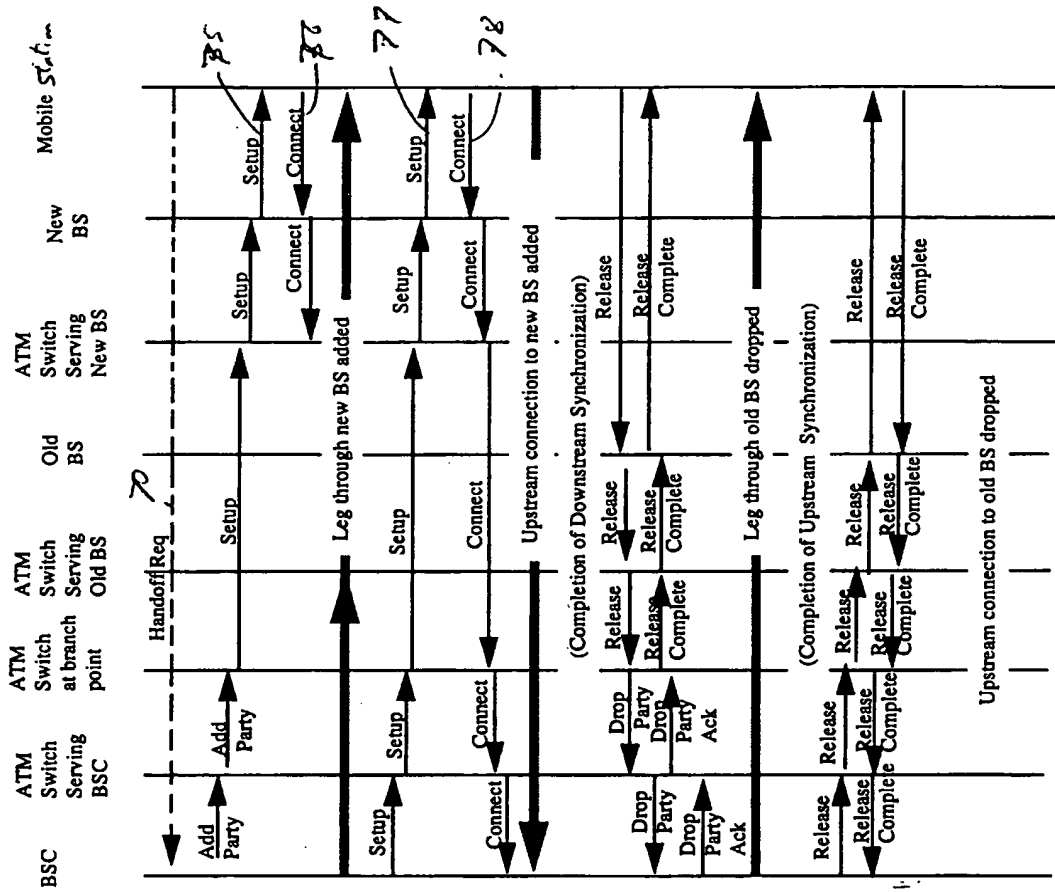 BSC
ATM
Switch
Serving
BSC
ATM
Switch
at branch
point
ATM
Switch
Serving
Old BS
Old
BS
ATM
Switch
Serving
New BS
New
BS
Mobile Station
Handoff Req
70
Add
Party
Add
Party
Setup
Setup
Setup
75
Connect
Connect
76
Leg through new BS added
Setup
Setup
Setup
Setup
Setup
77
Connect
Connect
Connect
Connect
Connect
78
Upstream connection to new BS added
(Completion of Downstream Synchronization)
Release
Release
Complete
Release
Release
Complete
Release
Release
Complete
Drop
Party
Drop
Party
Ack
Drop
Party
Drop
Party
Ack
Leg through old BS dropped
(Completion of Upstream Synchronization)
Release
Release
Complete
Release
Release
Complete
Release
Release
Complete
Release
Release
Complete
Release
Release
Complete
Upstream connection to old BS dropped